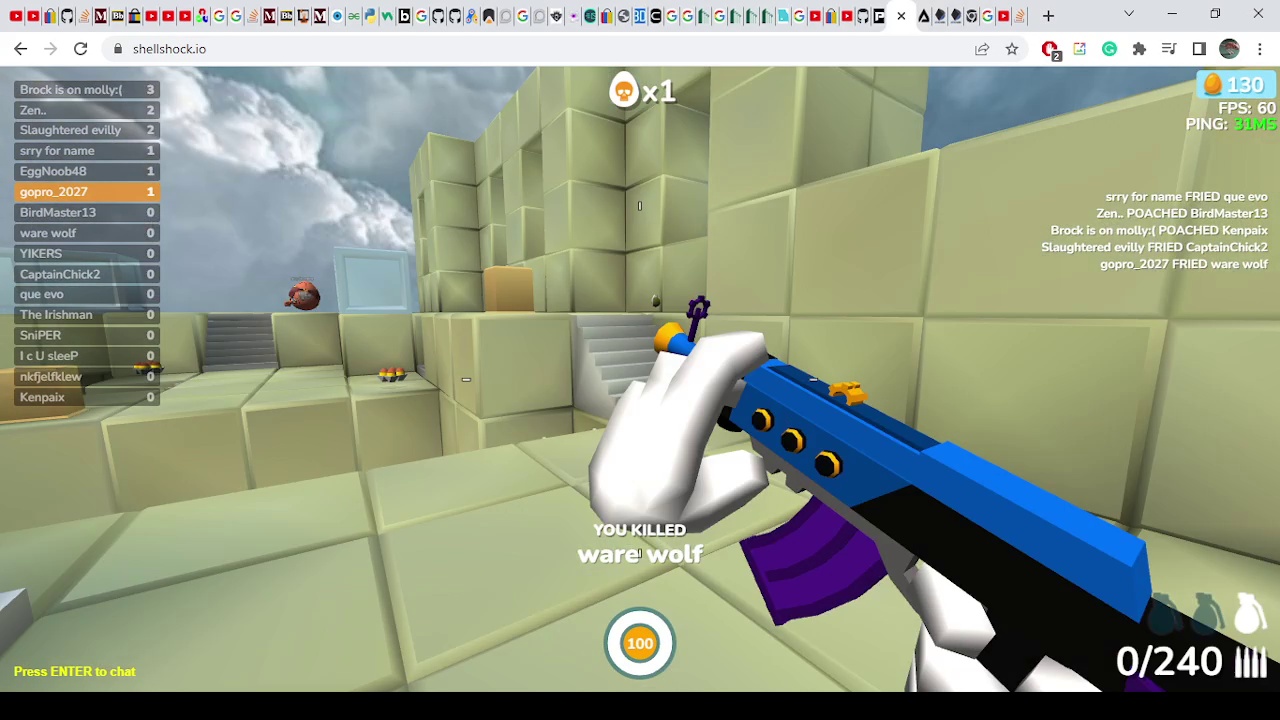 shellshock.io
2
Brock is on molly:( 3
Zen.. 2
Slaughtered evilly 2
srry for name 1
EggNoob48 1
gopro_2027 1
BirdMaster13 0
ware wolf 0
YIKERS 0
CaptainChick2 0
que evo 0
The Irishman 0
SniPER 0
I c U sleeP 0
nkfjelfklew 0
Kenpaix 0
x1
130
FPS: 60
PING: 31MS
srry for name FRIED que evo
Zen.. POACHED BirdMaster13
Brock is on molly:( POACHED Kenpaix
Slaughtered evilly FRIED CaptainChick2
gopro_2027 FRIED ware wolf
YOU KILLED
ware wolf
100
Press ENTER to chat
0/240